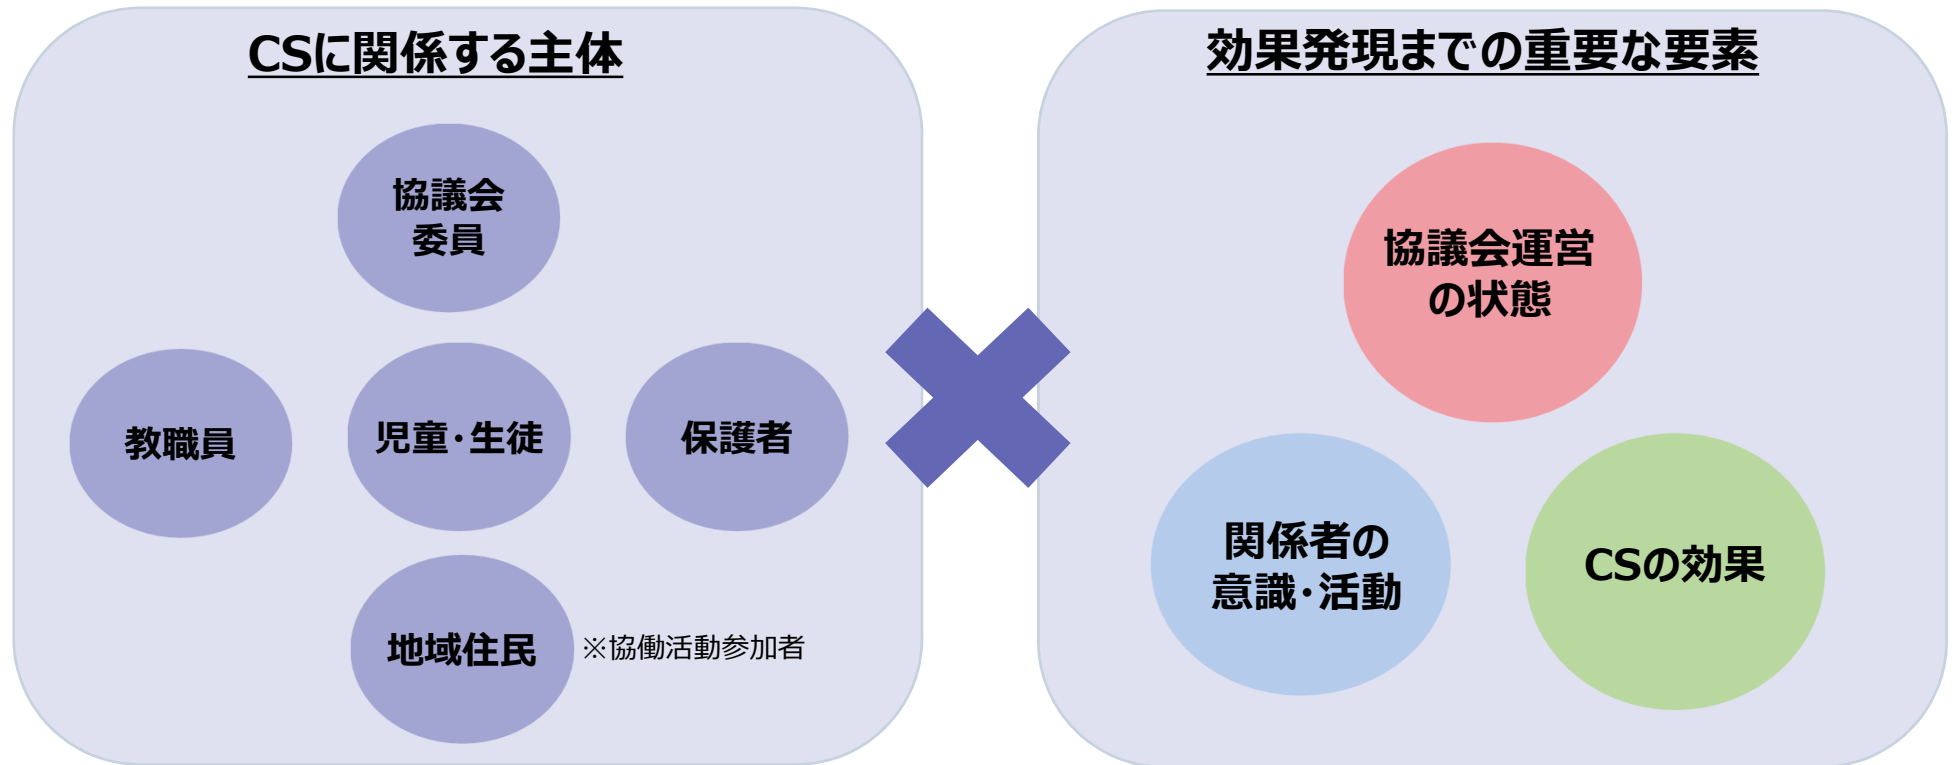 CSに関係する主体
協議会
委員
教職員
児童・生徒
保護者
地域住民
※協働活動参加者
効果発現までの重要な要素
協議会運営
の状態
関係者の
意識・活動
CSの効果